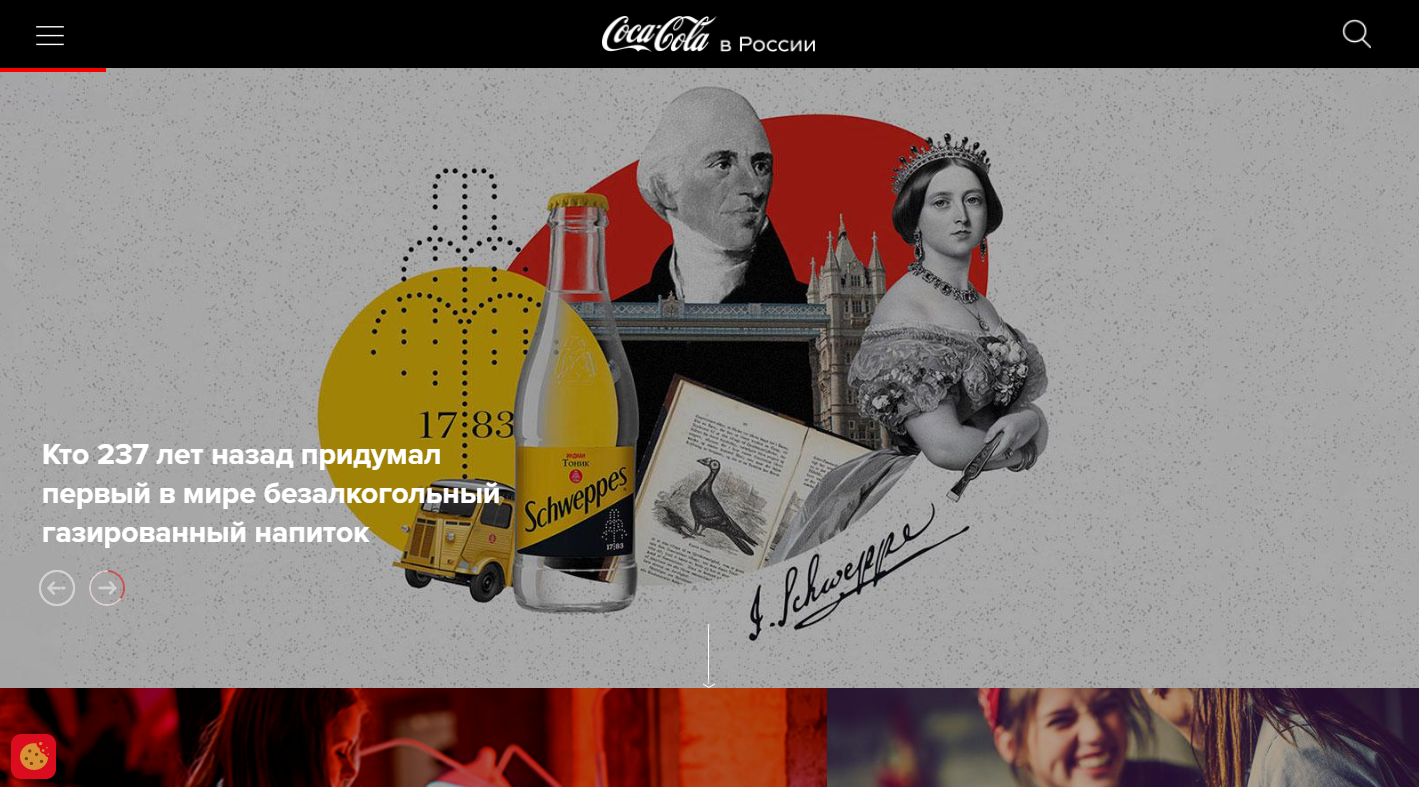 Coca-Cola в России
17 83
Кто 237 лет назад придумал
первый в мире безалкогольный
газированный напиток
ИНДИАН
Тоник
Schweppes
17 83
J. Schweppe